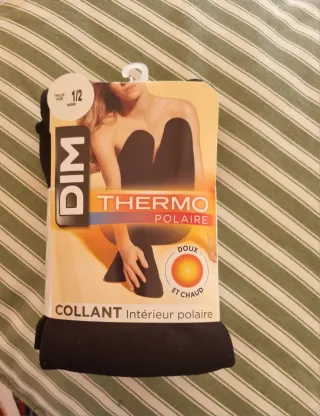 1/2
DIM
THERMO
POLAIRE
DOUX
ET CHAUD
COLLANT Intérieur polaire